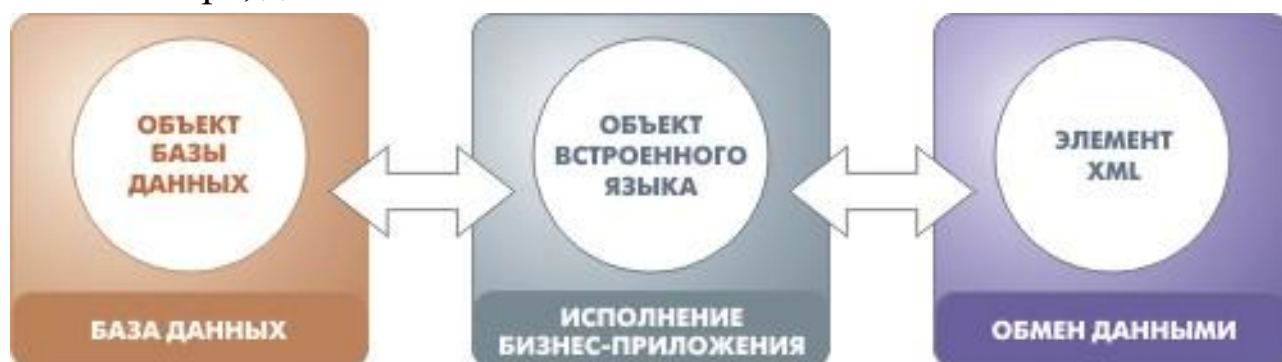 ОБЪЕКТ
БАЗЫ
ДАННЫХ
БАЗА ДАННЫХ
ОБЪЕКТ
ВСТРОЕННОГО
ЯЗЫКА
ИСПОЛНЕНИЕ
БИЗНЕС-ПРИЛОЖЕНИЯ
ЭЛЕМЕНТ
XML
ОБМЕН ДАННЫМИ